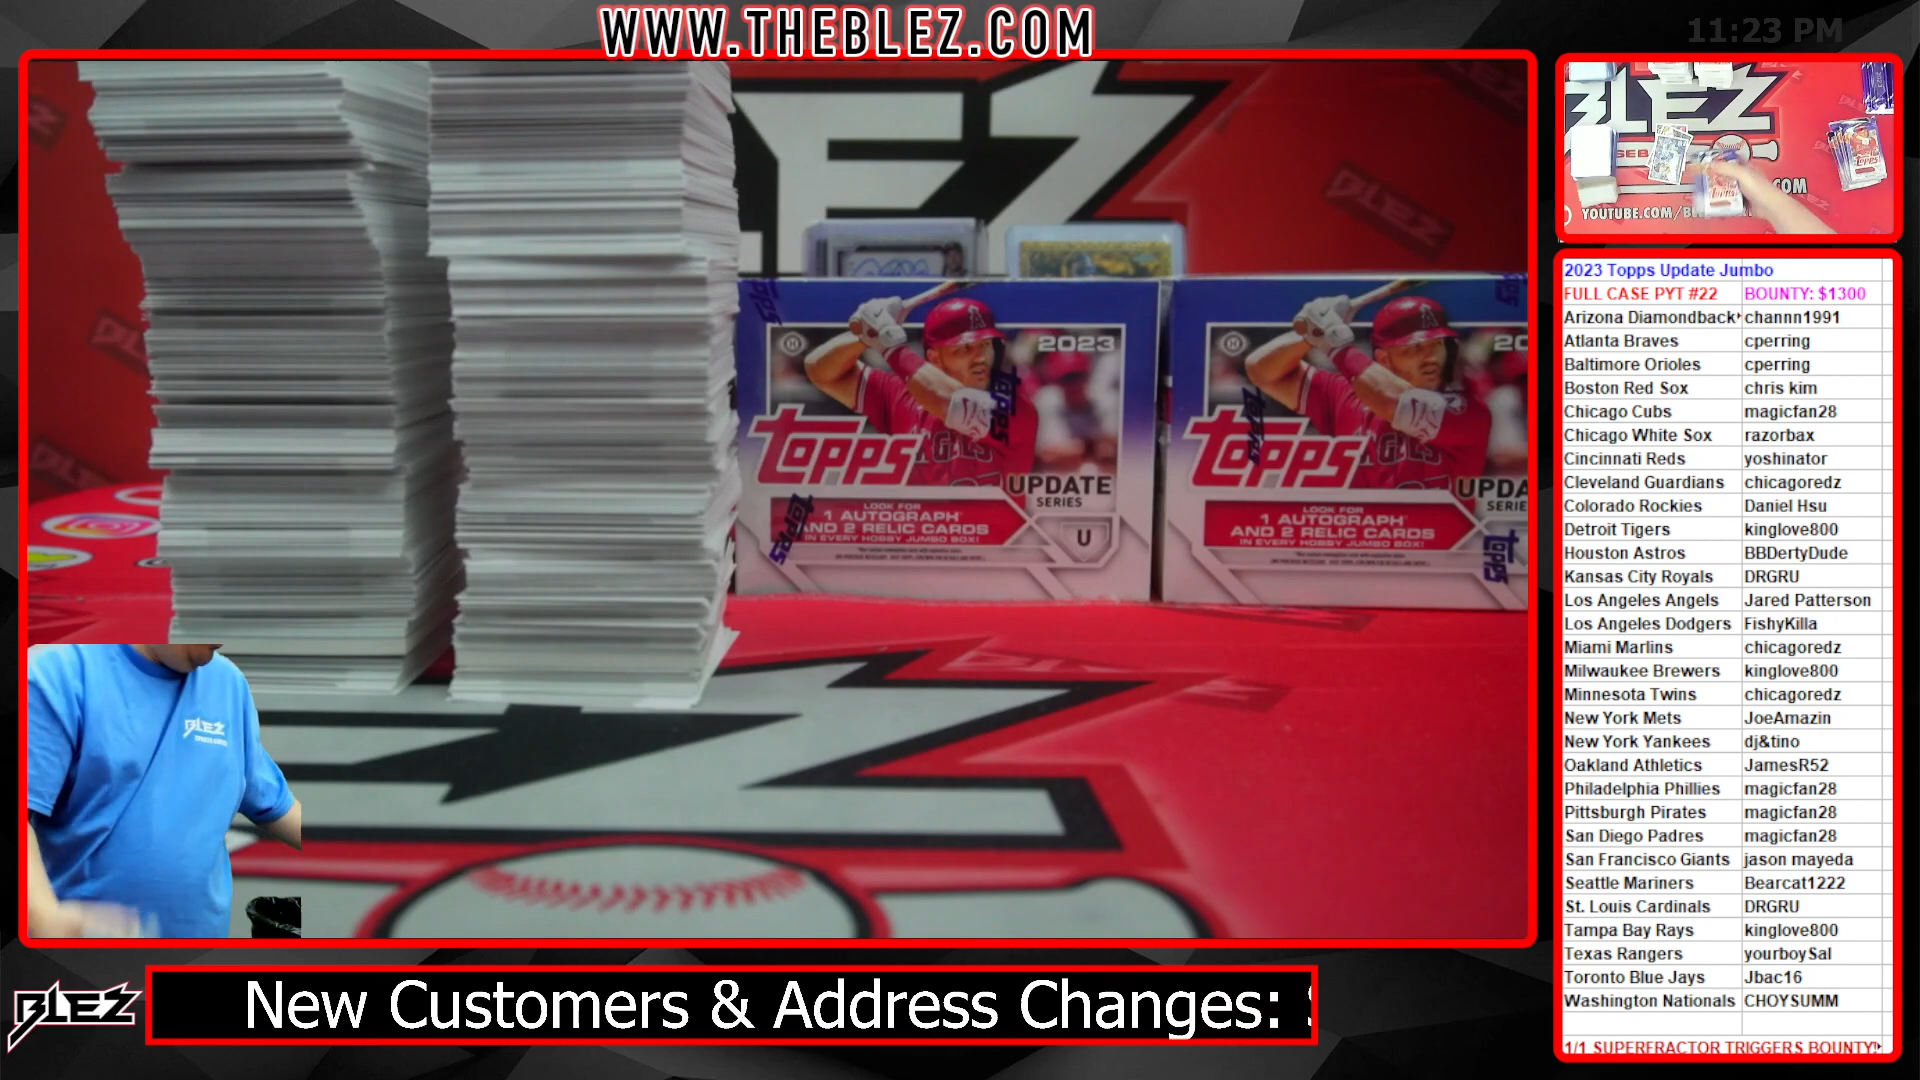 WWW.THEBLEZ.COM
11:23 PM
BLEZ
BLEZ
COM
YOUTUBE.COM/
BLEZ
2023
TOPPS
UPDATE
SERIES
U
LOOK FOR
1 AUTOGRAPH
AND 2 RELIC CARDS
IN EVERY HOBBY JUMBO BOX!
20
TOPPS
UPDA
SERIE
LOOK FOR
1 AUTOGRAPH
AND 2 RELIC CARDS
IN EVERY HOBBY JUMBO BOX!
BLEZ
2023 Topps Update Jumbo
FULL CASE PYT #22 BOUNTY: $1300
Arizona Diamondback channn1991
Atlanta Braves cperring
Baltimore Orioles cperring
Boston Red Sox chris kim
Chicago Cubs magicfan28
Chicago White Sox razorbax
Cincinnati Reds yoshinator
Cleveland Guardians chicagoredz
Colorado Rockies Daniel Hsu
Detroit Tigers kinglove800
Houston Astros BBDertyDude
Kansas City Royals DRGRU
Los Angeles Angels Jared Patterson
Los Angeles Dodgers FishyKilla
Miami Marlins chicagoredz
Milwaukee Brewers kinglove800
Minnesota Twins chicagoredz
New York Mets JoeAmazin
New York Yankees dj&tino
Oakland Athletics JamesR52
Philadelphia Phillies magicfan28
Pittsburgh Pirates magicfan28
San Diego Padres magicfan28
San Francisco Giants jason mayeda
Seattle Mariners Bearcat1222
St. Louis Cardinals DRGRU
Tampa Bay Rays kinglove800
Texas Rangers yourboySal
Toronto Blue Jays Jbac16
Washington Nationals CHOYSUMM
1/1 SUPERFRACTOR TRIGGERS BOUNTY!
BLEZ
New Customers & Address Changes: